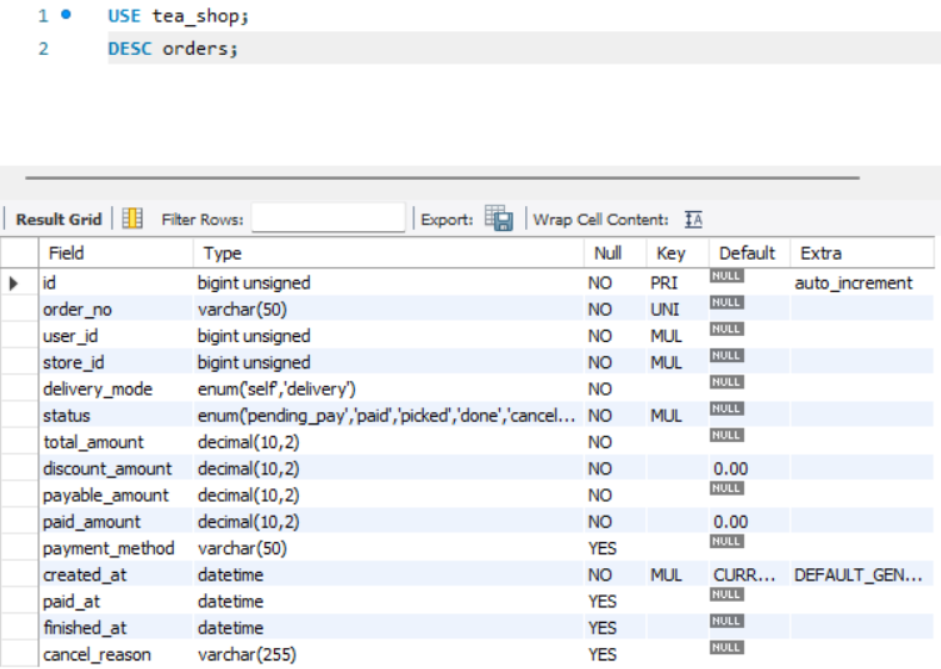 1 USE tea_shop;
2 DESC orders;
Result Grid Filter Rows: Export: Wrap Cell Content: IA
Field Type Null Key Default Extra
id bigint unsigned NO PRI NULL auto_increment
order_no varchar(50) NO UNI NULL
user_id bigint unsigned NO MUL NULL
store_id bigint unsigned NO MUL NULL
delivery_mode enum('self','delivery') NO NULL
status enum('pending_pay','paid','picked','done','cancel... NO MUL NULL
total_amount decimal(10,2) NO NULL
discount_amount decimal(10,2) NO 0.00
payable_amount decimal(10,2) NO NULL
paid_amount decimal(10,2) NO 0.00
payment_method varchar(50) YES NULL
created_at datetime NO MUL CURR... DEFAULT_GEN...
paid_at datetime YES NULL
finished_at datetime YES NULL
cancel_reason varchar(255) YES NULL